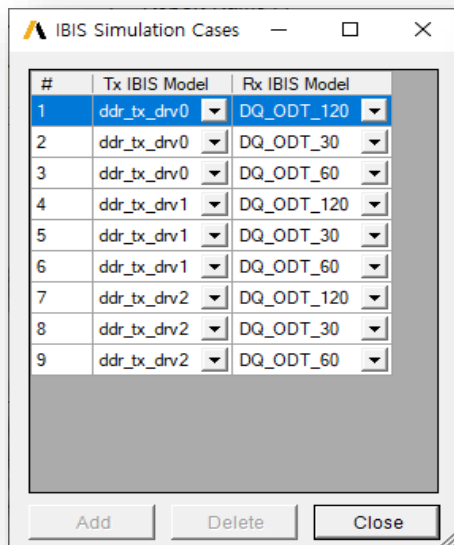 IBIS Simulation Cases
# Tx IBIS Model Rx IBIS Model
1 ddr_tx_drv0 DQ_ODT_120
2 ddr_tx_drv0 DQ_ODT_30
3 ddr_tx_drv0 DQ_ODT_60
4 ddr_tx_drv1 DQ_ODT_120
5 ddr_tx_drv1 DQ_ODT_30
6 ddr_tx_drv1 DQ_ODT_60
7 ddr_tx_drv2 DQ_ODT_120
8 ddr_tx_drv2 DQ_ODT_30
9 ddr_tx_drv2 DQ_ODT_60
Add Delete Close